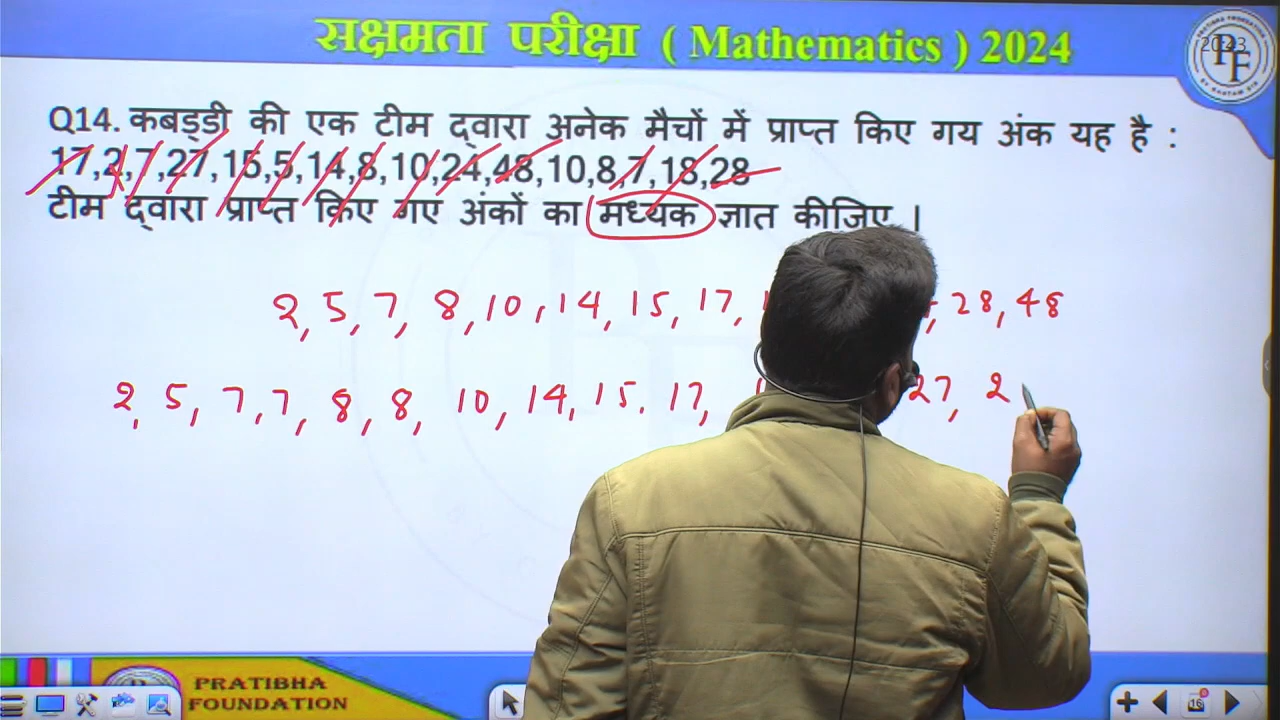 सक्षमता परीक्षा ( Mathematics ) 2024
Q14. कबड्डी की एक टीम द्वारा अनेक मैचों में प्राप्त किए गय अंक यह है :
17,2,7,27,15,5,14,8,10,24,48,10,8,7,18,28
टीम द्वारा प्राप्त किए गए अंकों का मध्यक ज्ञात कीजिए ।
2, 5, 7, 8, 10, 14, 15, 17, 28, 48
2, 5, 7, 7, 8, 8, 10, 14, 15. 17, 27, 2
PRATIBHA
FOUNDATION
16